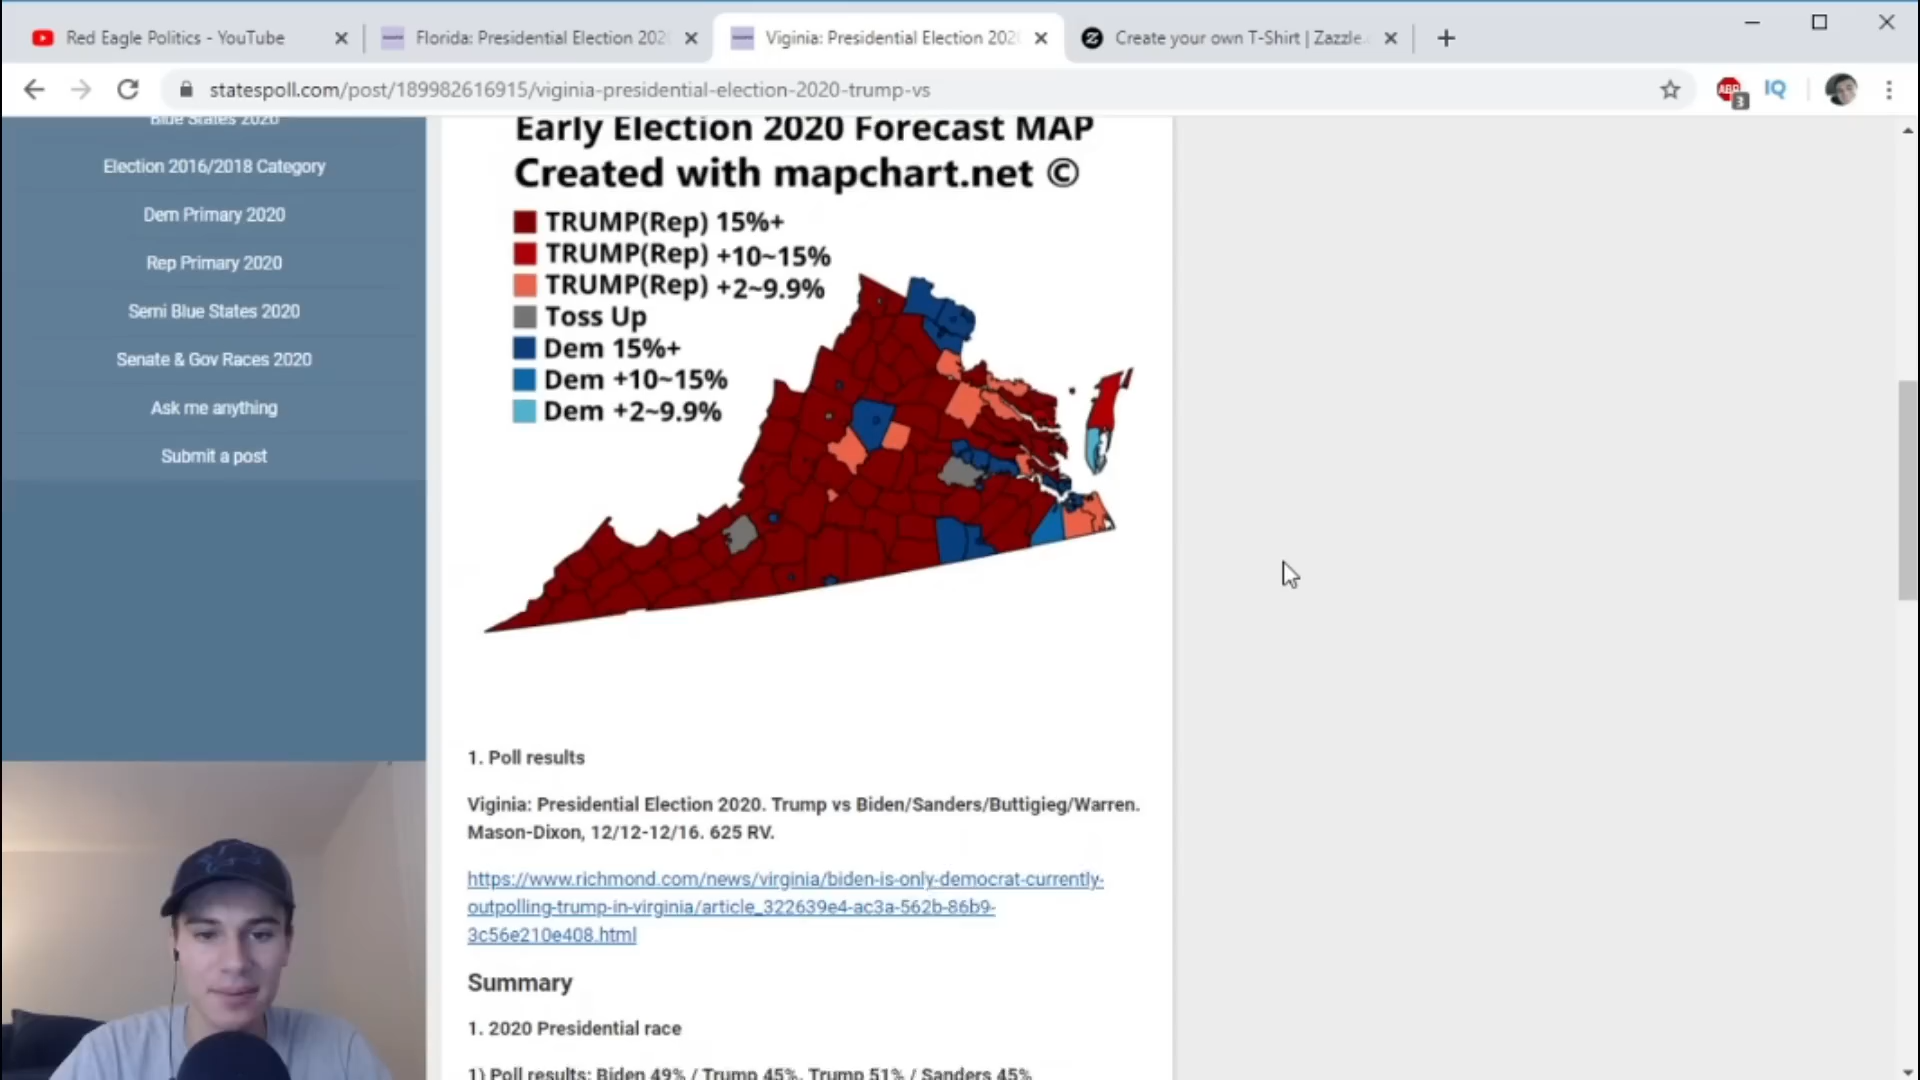 Red Eagle Politics - YouTube
Florida: Presidential Election 202
Viginia: Presidential Election 202
Create your own T-Shirt | Zazzle.
statespoll.com/post/189982616915/viginia-presidential-election-2020-trump-vs
ABP
3
IQ
Blue States 2020
Election 2016/2018 Category
Dem Primary 2020
Rep Primary 2020
Semi Blue States 2020
Senate & Gov Races 2020
Ask me anything
Submit a post
Early Election 2020 Forecast MAP
Created with mapchart.net ©
TRUMP(Rep) 15%+
TRUMP(Rep) +10~15%
TRUMP(Rep) +2~9.9%
Toss Up
Dem 15%+
Dem +10~15%
Dem +2~9.9%
1. Poll results
Viginia: Presidential Election 2020. Trump vs Biden/Sanders/Buttigieg/Warren.
Mason-Dixon, 12/12-12/16. 625 RV.
https://www.richmond.com/news/virginia/biden-is-only-democrat-currently-
outpolling-trump-in-virginia/article_322639e4-ac3a-562b-86b9-
3c56e210e408.html
Summary
1. 2020 Presidential race
1) Poll results: Biden 49% / Trump 45%, Trump 51% / Sanders 45%